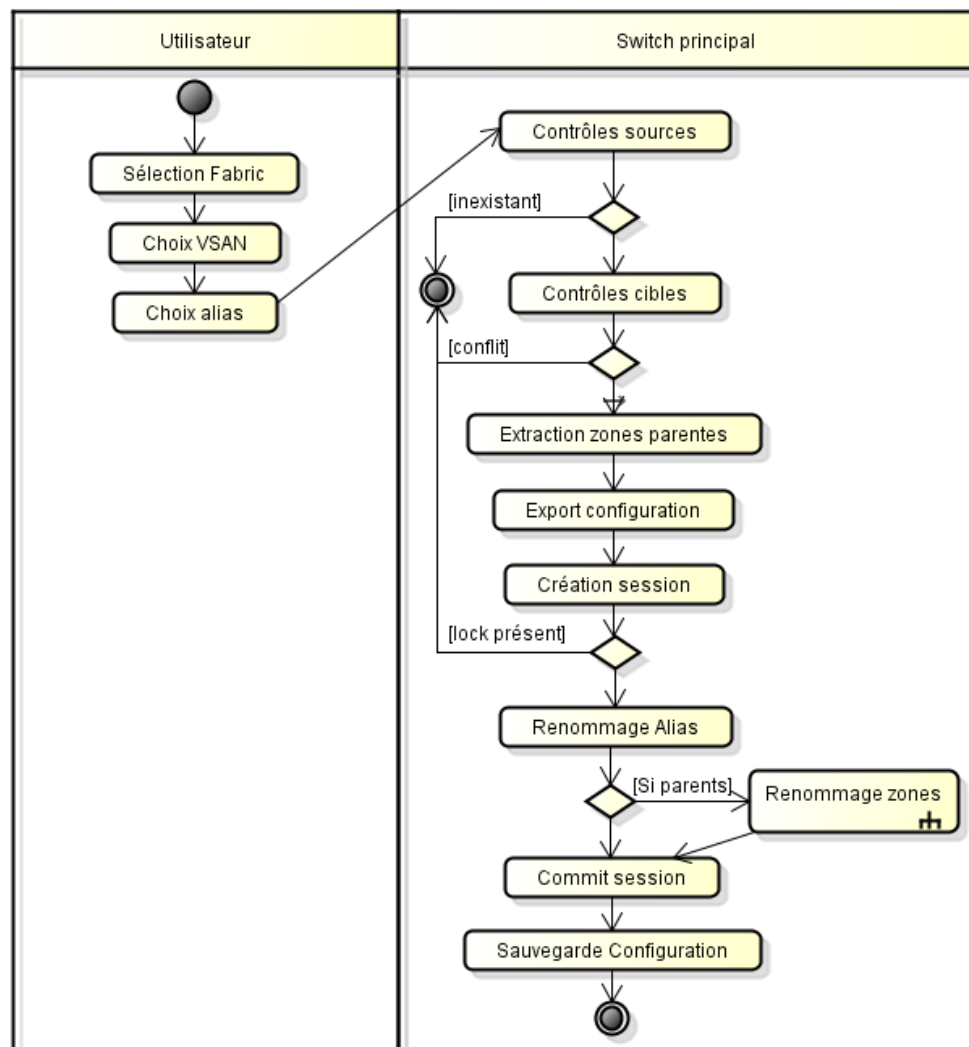 Utilisateur
Switch principal
Contrôles sources
Sélection Fabric
[inexistant]
Choix VSAN
Contrôles cibles
Choix alias
[conflit]
Extraction zones parentes
Export configuration
Création session
[lock présent]
Renommage Alias
[Si parents]
Renommage zones
Commit session
Sauvegarde Configuration